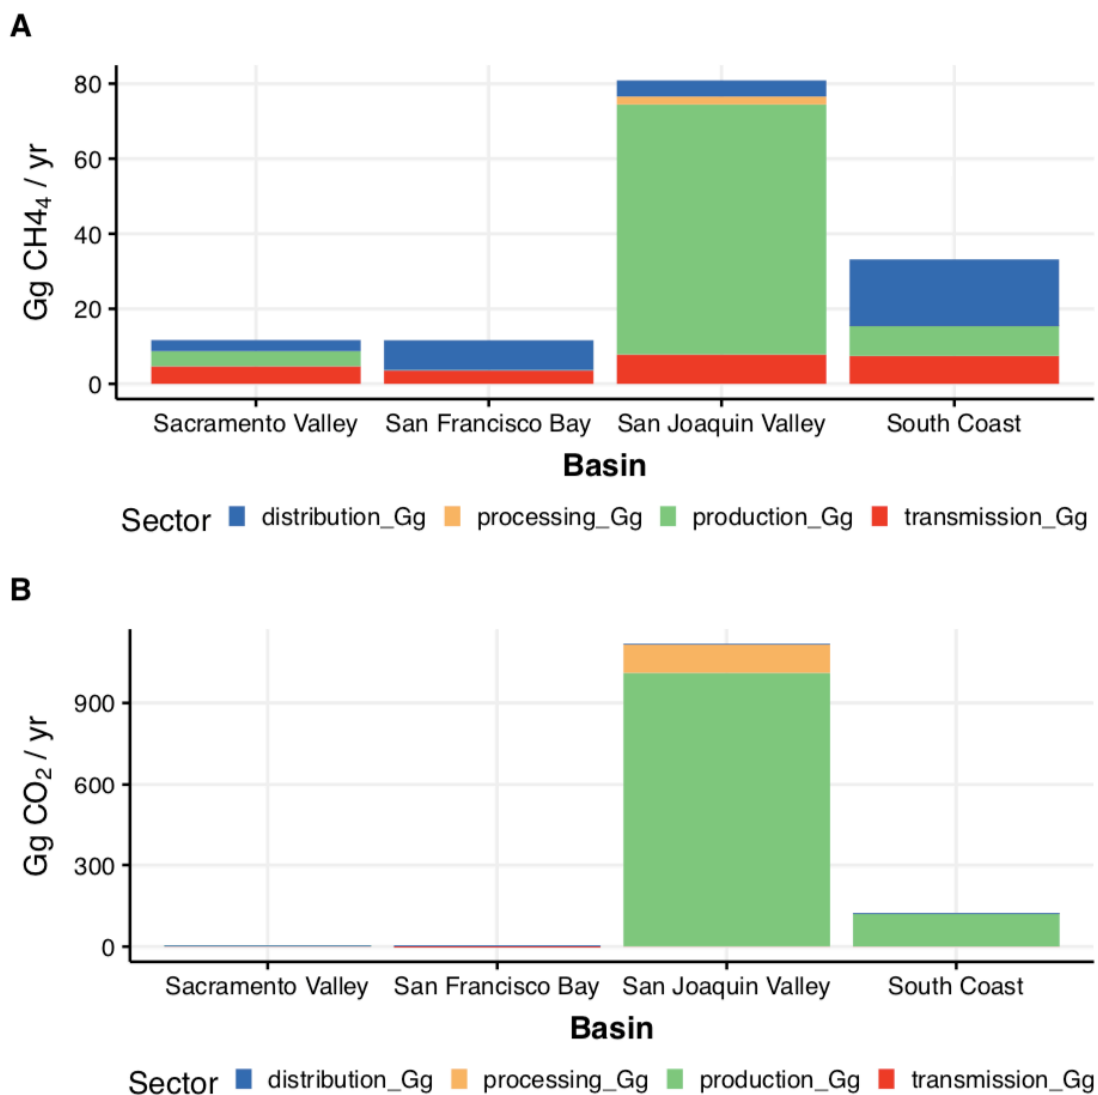 A
Gg CH4₄ / yr
80
60
40
20
0
Sacramento Valley San Francisco Bay San Joaquin Valley South Coast
Basin
Sector distribution_Gg processing_Gg production_Gg transmission_Gg
B
Gg CO₂ / yr
900
600
300
0
Sacramento Valley San Francisco Bay San Joaquin Valley South Coast
Basin
Sector distribution_Gg processing_Gg production_Gg transmission_Gg